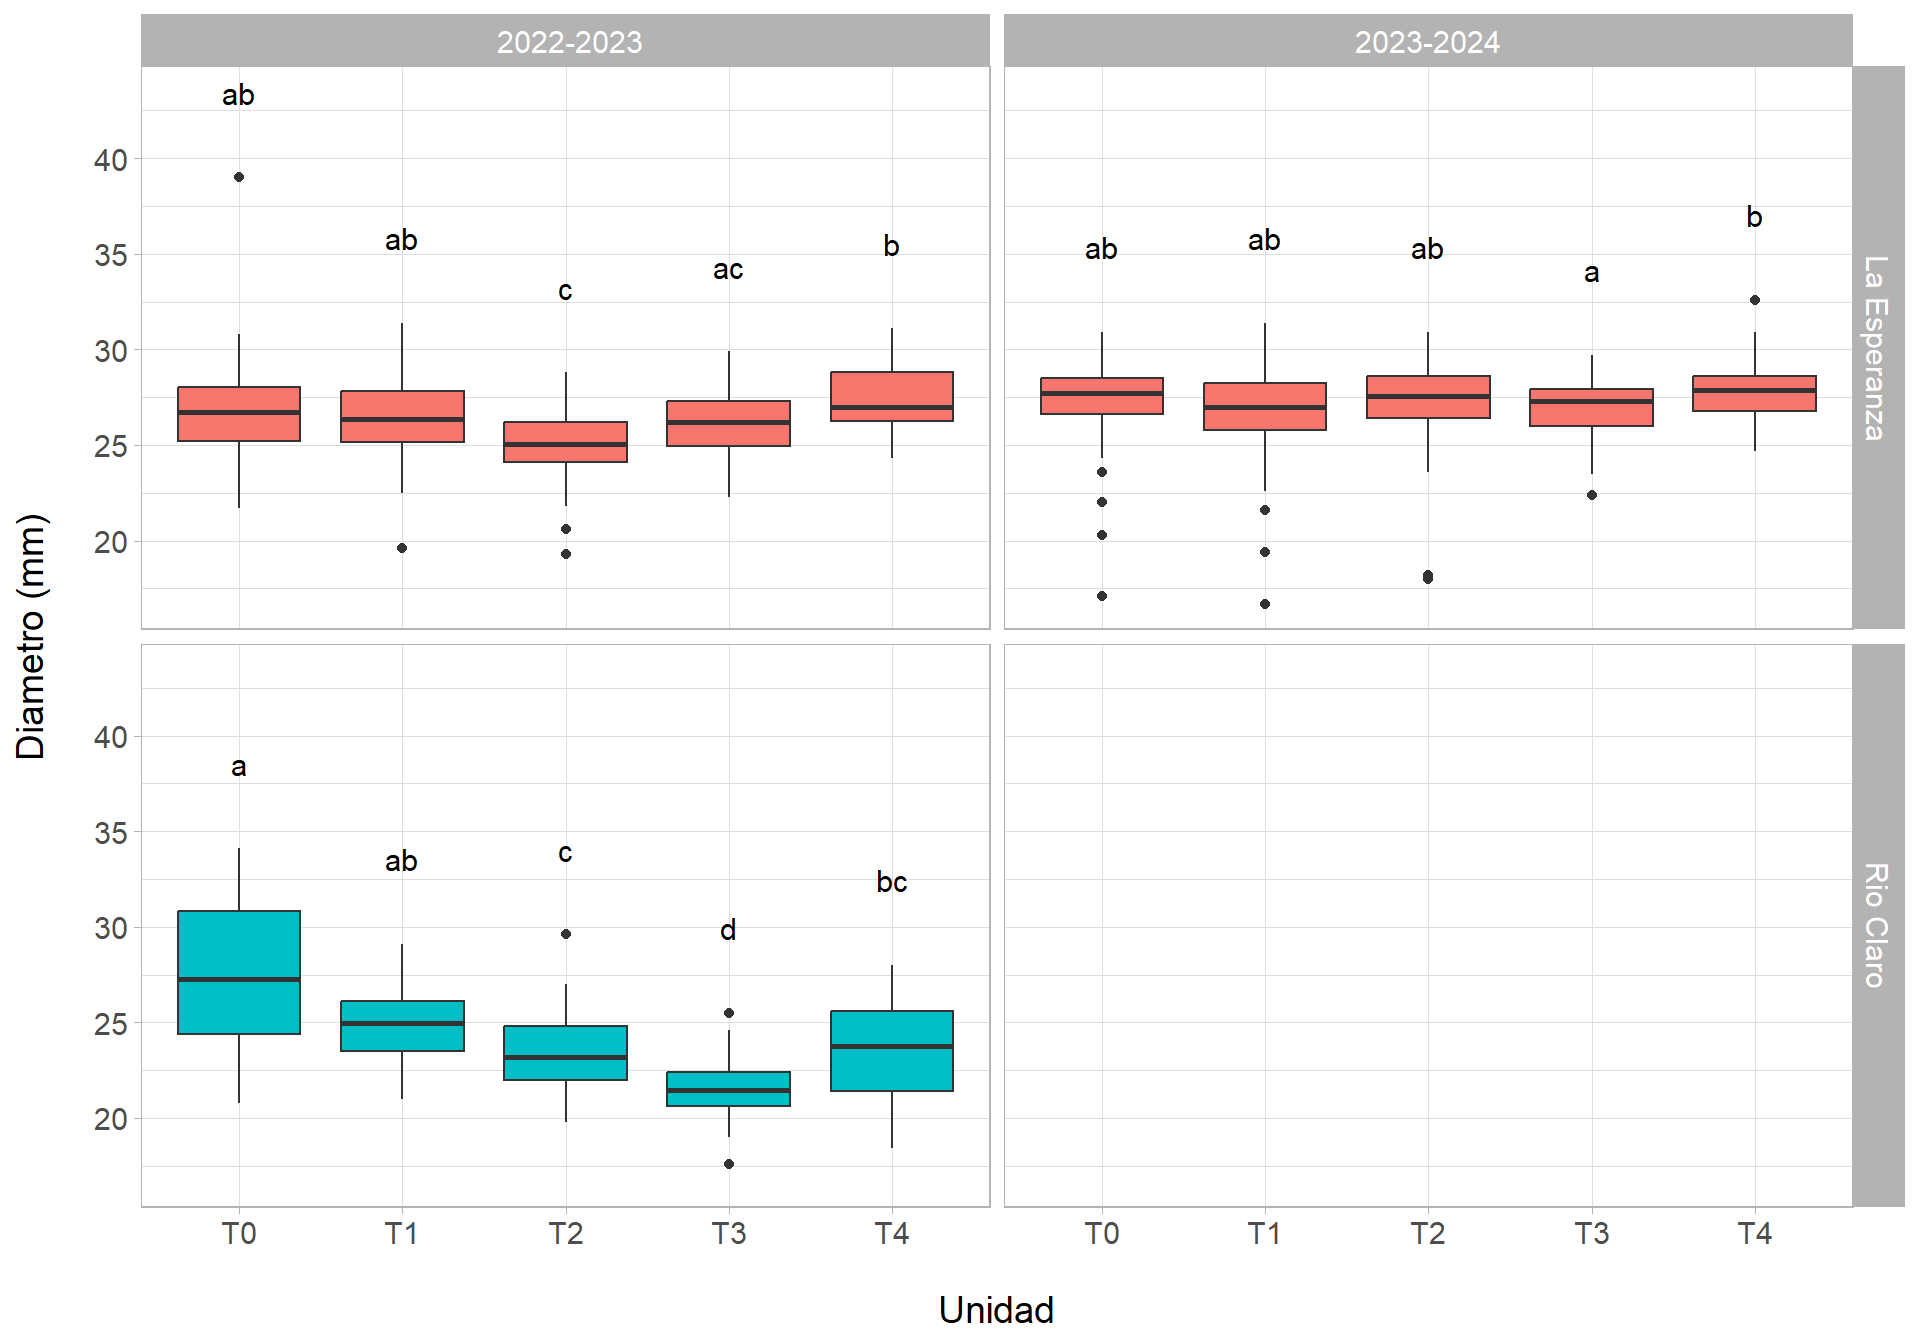 2022-2023
2023-2024
ab
ab
c
ac
b
ab
ab
ab
a
b
40
35
30
25
20
La Esperanza
Diametro (mm)
a
ab
c
d
bc
40
35
30
25
20
Rio Claro
T0 T1 T2 T3 T4
T0 T1 T2 T3 T4
Unidad